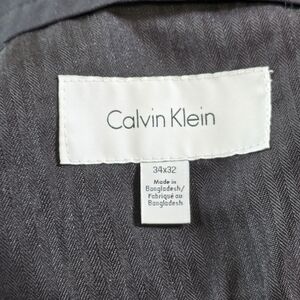 Calvin Klein
34x32
Made in
Bangladesh/
Fabriqué au
Bangladesh